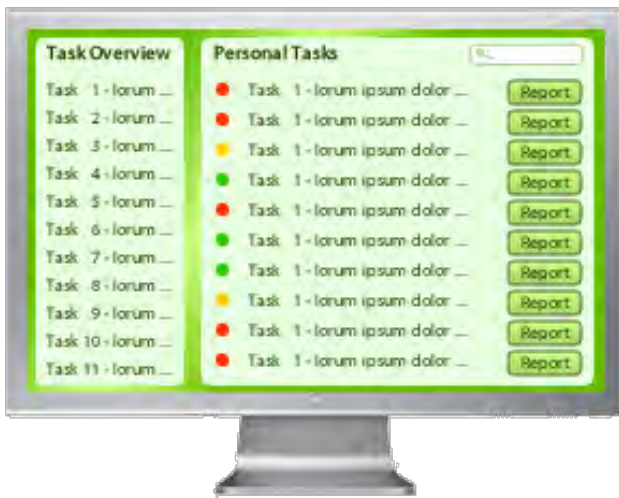 Task Overview
Task 1 - lorum ...
Task 2 - lorum ...
Task 3 - lorum ...
Task 4 - lorum ...
Task 5 - lorum ...
Task 6 - lorum ...
Task 7 - lorum ...
Task 8 - lorum ...
Task 9 - lorum ...
Task 10 - lorum ...
Task 11 - lorum ...
Personal Tasks
Task 1 - lorum ipsum dolor ... Report
Task 1 - lorum ipsum dolor ... Report
Task 1 - lorum ipsum dolor ... Report
Task 1 - lorum ipsum dolor ... Report
Task 1 - lorum ipsum dolor ... Report
Task 1 - lorum ipsum dolor ... Report
Task 1 - lorum ipsum dolor ... Report
Task 1 - lorum ipsum dolor ... Report
Task 1 - lorum ipsum dolor ... Report
Task 1 - lorum ipsum dolor ... Report